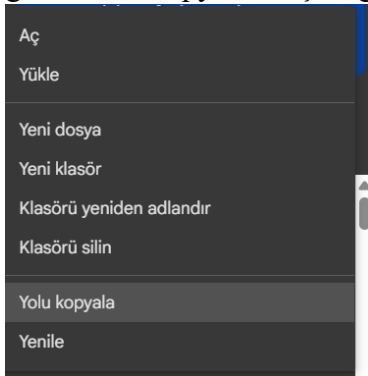 Aç
Yükle
Yeni dosya
Yeni klasör
Klasörü yeniden adlandır
Klasörü silin
Yolu kopyala
Yenile